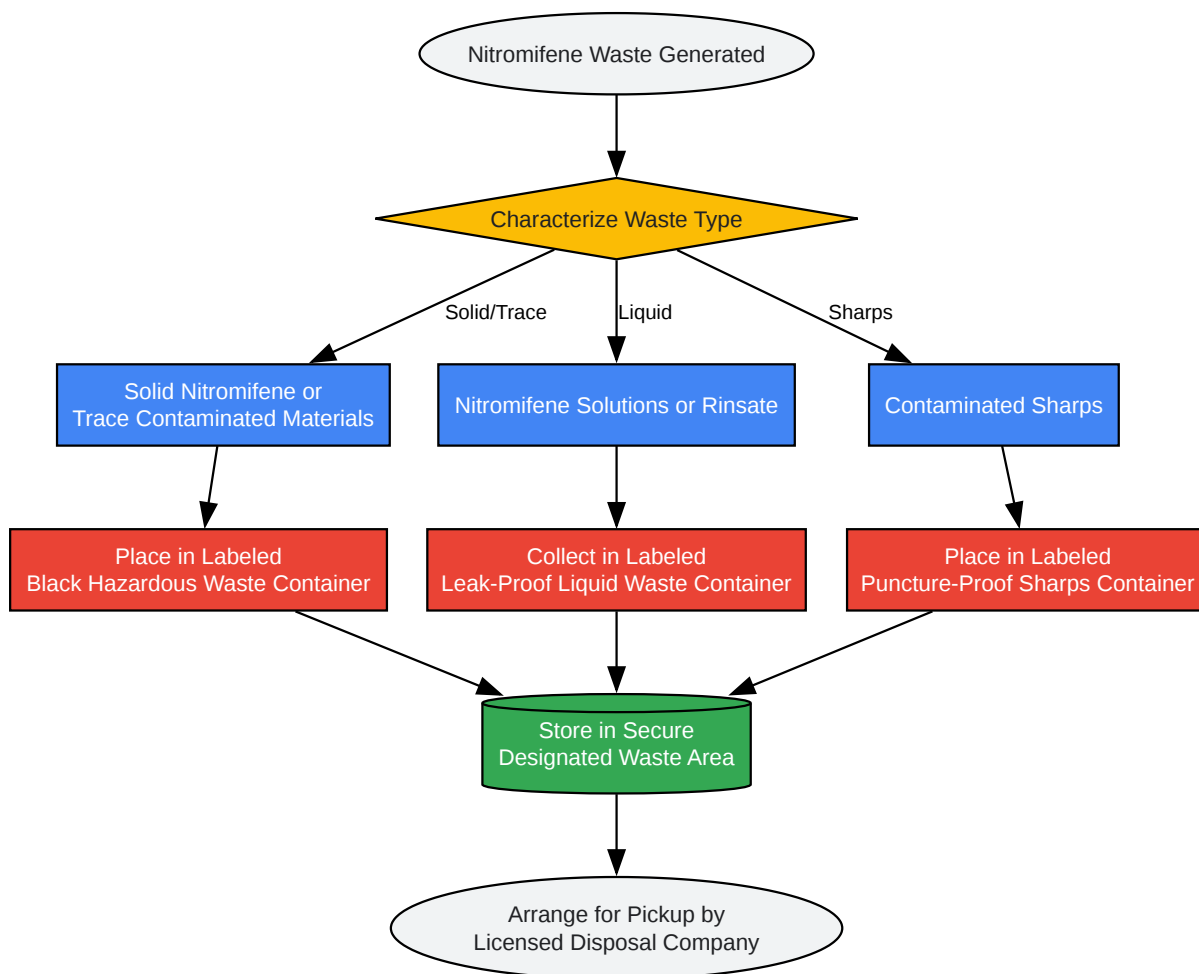 Nitromifene Waste Generated
Characterize Waste Type
Solid/Trace
Liquid
Sharps
Solid Nitromifene or
Trace Contaminated Materials
Nitromifene Solutions or Rinsate
Contaminated Sharps
Place in Labeled
Black Hazardous Waste Container
Collect in Labeled
Leak-Proof Liquid Waste Container
Place in Labeled
Puncture-Proof Sharps Container
Store in Secure
Designated Waste Area
Arrange for Pickup by
Licensed Disposal Company